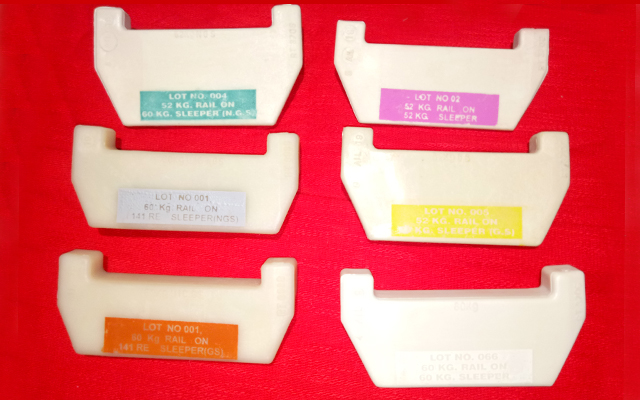 LOT NO. 004
52 KG. RAIL ON
60 KG. SLEEPER (N.G.S)
LOT NO 02
52 KG. RAIL ON
52 KG. SLEEPER
LOT NO 001,
60 Kg RAIL ON
141 RE SLEEPER(NGS)
LOT NO.
52 KG. RAIL ON
KG. SLEEPER (G.S)
LOT NO 001,
60 KG. RAIL ON
141 RE SLEEPER(GS)
LOT NO. 000
60 KG. RAIL ON
60 KG. SLEEPER